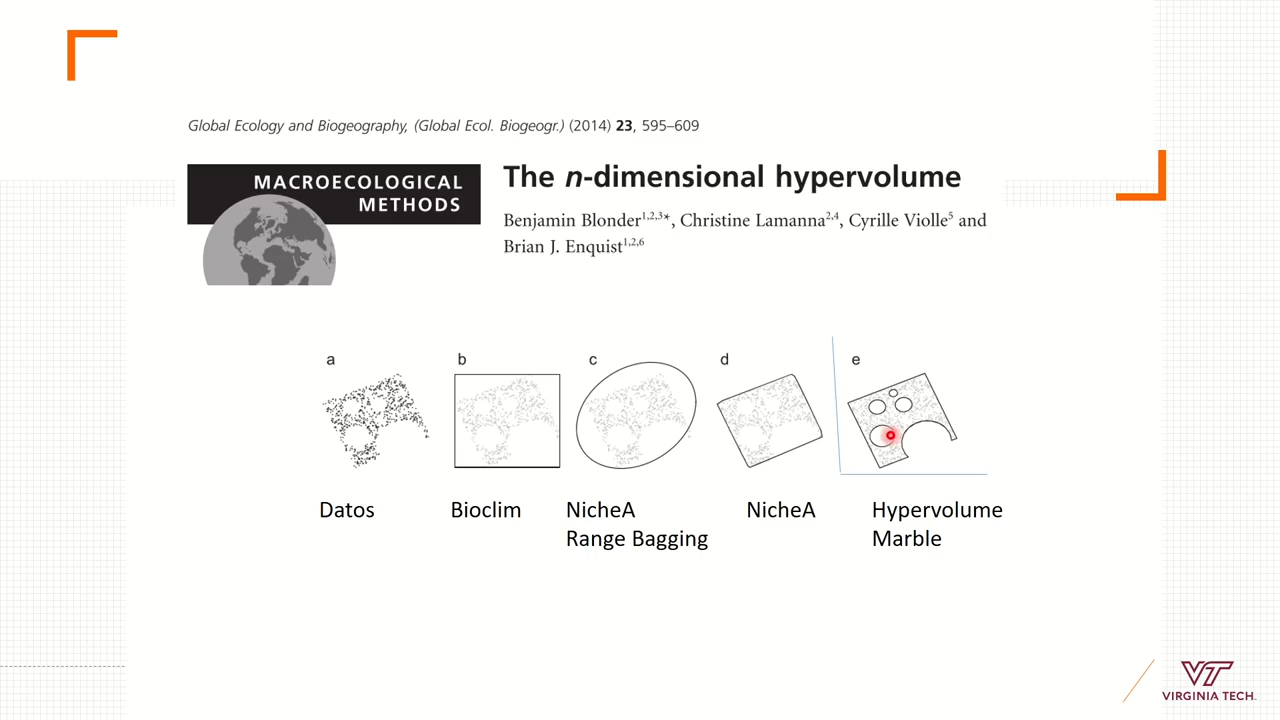 Global Ecology and Biogeography, (Global Ecol. Biogeogr.) (2014) 23, 595–609
MACROECOLOGICAL
METHODS
The n-dimensional hypervolume
Benjamin Blonder1,2,3*, Christine Lamanna2,4, Cyrille Violle5 and
Brian J. Enquist1,2,6
a b c d e
Datos Bioclim NicheA NicheA Hypervolume
Range Bagging Marble
VT
VIRGINIA TECH.